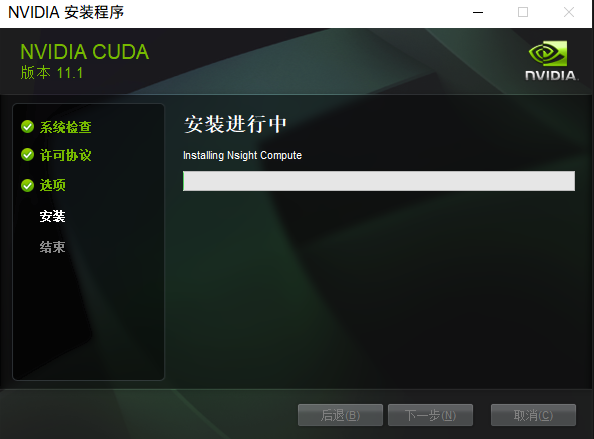 NVIDIA 安装程序
NVIDIA CUDA
版本 11.1
NVIDIA.
系统检查
许可协议
选项
安装
结束
安装进行中
Installing Nsight Compute
后退(B)
下一步(N)
取消(C)